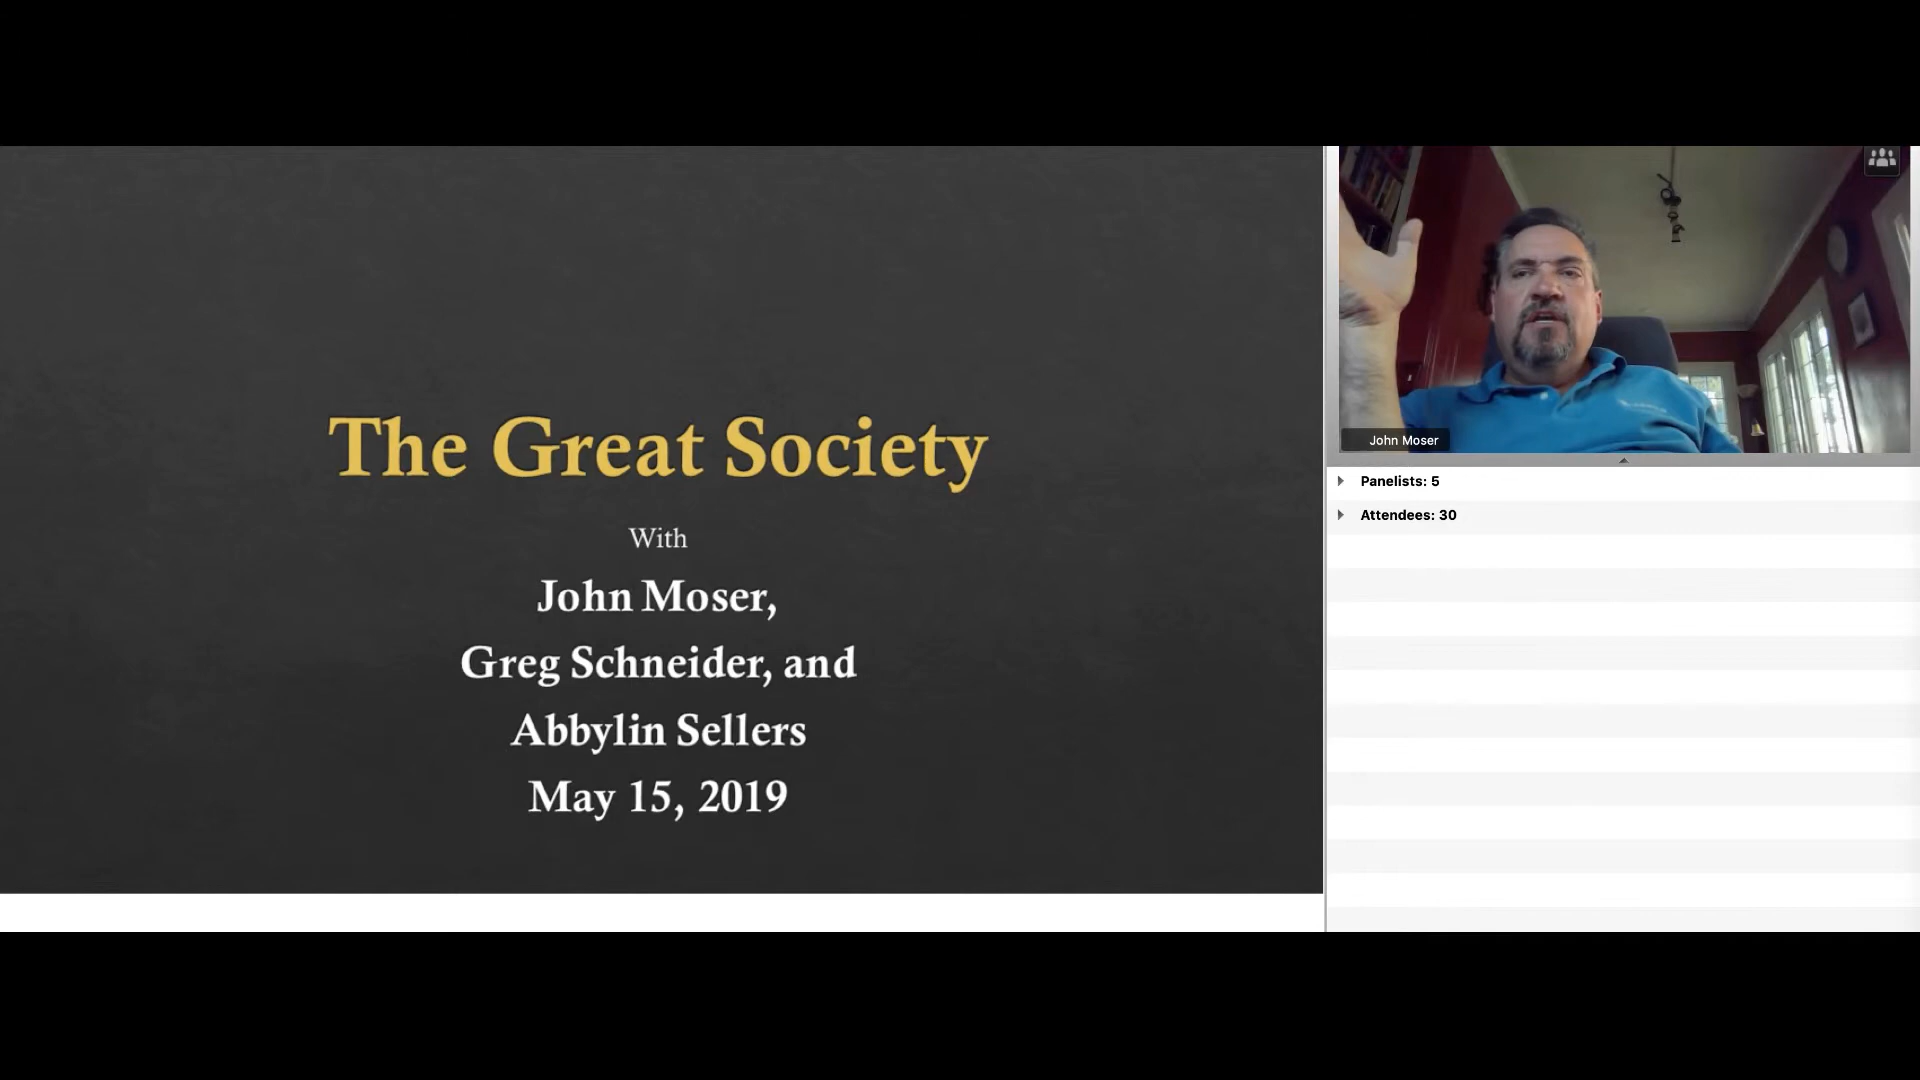 The Great Society
With
John Moser,
Greg Schneider, and
Abbylin Sellers
May 15, 2019
John Moser
Panelists: 5
Attendees: 30